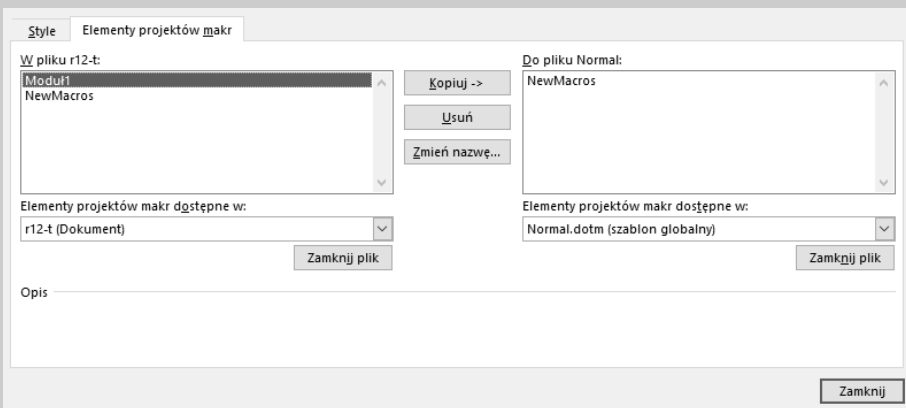 Style
Elementy projektów makr
W pliku r12-t:
Moduł1
NewMacros
Kopiuj ->
Usuń
Zmień nazwę...
Do pliku Normal:
NewMacros
Elementy projektów makr dostępne w:
r12-t (Dokument)
Zamknij plik
Elementy projektów makr dostępne w:
Normal.dotm (szablon globalny)
Zamknij plik
Opis
Zamknij